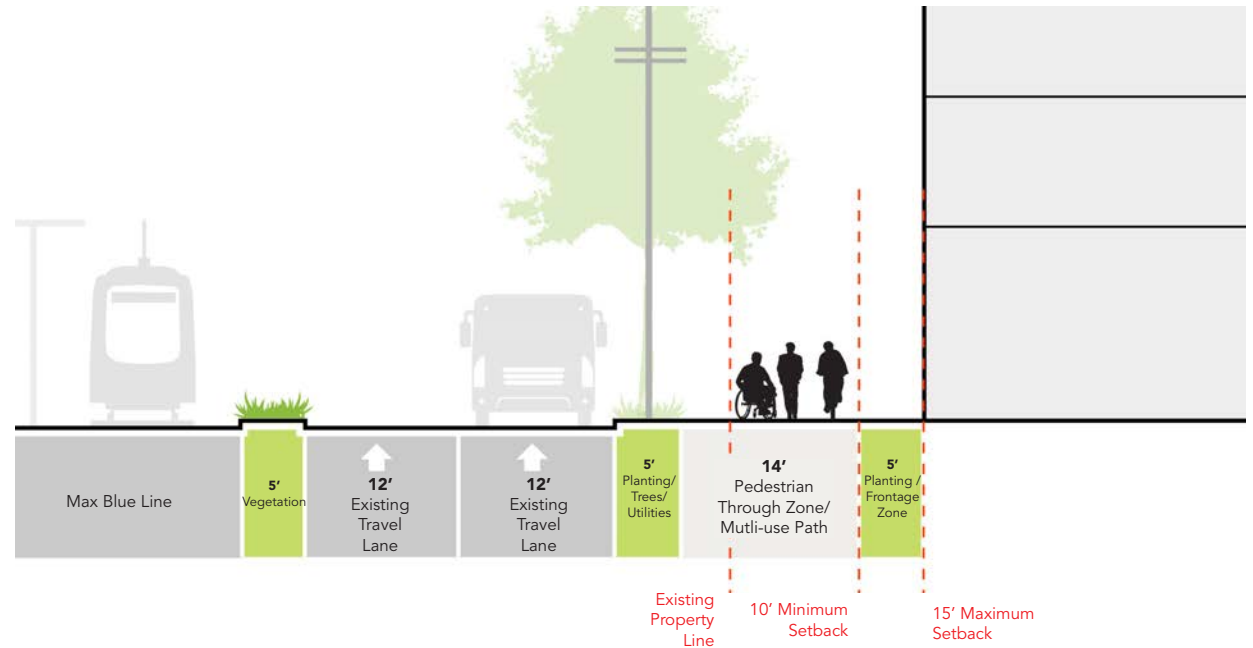 Max Blue Line
5’
Vegetation
12’
Existing
Travel
Lane
12’
Existing
Travel
Lane
5’
Planting/
Trees/
Utilities
14’
Pedestrian
Through Zone/
Mutli-use Path
5’
Planting /
Frontage
Zone
Existing
Property
Line
10’ Minimum
Setback
15’ Maximum
Setback